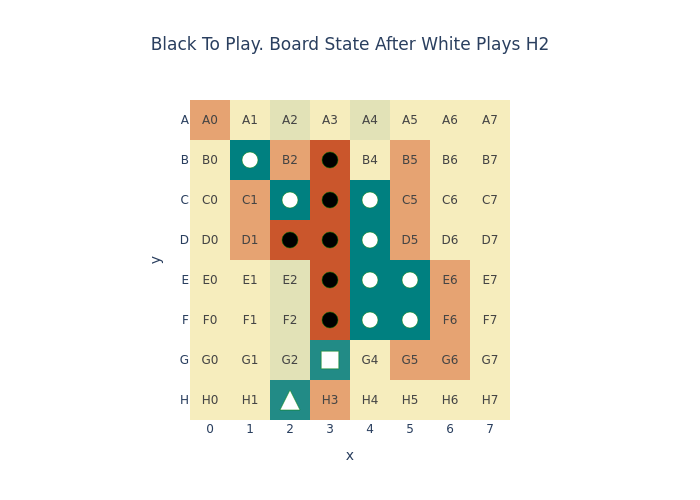 Black To Play. Board State After White Plays H2
A A0 A1 A2 A3 A4 A5 A6 A7
B B0 B2 B4 B5 B6 B7
C C0 C1 C5 C6 C7
y D D0 D1 D5 D6 D7
E E0 E1 E2 E6 E7
F F0 F1 F2 F6 F7
G G0 G1 G2 G4 G5 G6 G7
H H0 H1 H3 H4 H5 H6 H7
0 1 2 3 4 5 6 7
x